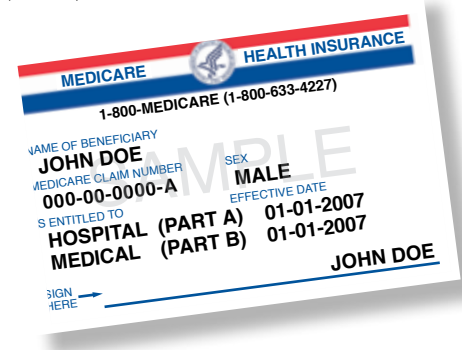 MEDICARE HEALTH INSURANCE
1-800-MEDICARE (1-800-633-4227)
NAME OF BENEFICIARY
JOHN DOE
MEDICARE CLAIM NUMBER SEX
000-00-0000-A MALE
IS ENTITLED TO EFFECTIVE DATE
HOSPITAL (PART A) 01-01-2007
MEDICAL (PART B) 01-01-2007
SIGN
HERE
JOHN DOE
SAMPLE